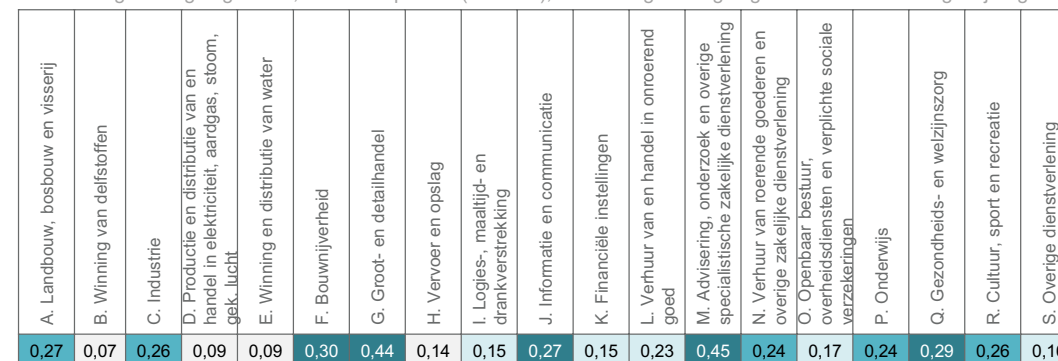 A. Landbouw, bosbouw en visserij
B. Winning van delfstoffen
C. Industrie
D. Productie en distributie van en
handel in elektriciteit, aardgas, stoom,
gek. lucht
E. Winning en distributie van water
F. Bouwnijverheid
G. Groot- en detailhandel
H. Vervoer en opslag
I. Logies-, maaltijd- en
drankverstrekking
J. Informatie en communicatie
K. Financiële instellingen
L. Verhuur van en handel in onroerend
goed
M. Advisering, onderzoek en overige
specialistische zakelijke dienstverlening
N. Verhuur van roerende goederen en
overige zakelijke dienstverlening
O. Openbaar bestuur,
overheidsdiensten en verplichte sociale
verzekeringen
P. Onderwijs
Q. Gezondheids- en welzijnszorg
R. Cultuur, sport en recreatie
S. Overige dienstverlening
0,27 0,07 0,26 0,09 0,09 0,30 0,44 0,14 0,15 0,27 0,15 0,23 0,45 0,24 0,17 0,24 0,29 0,26